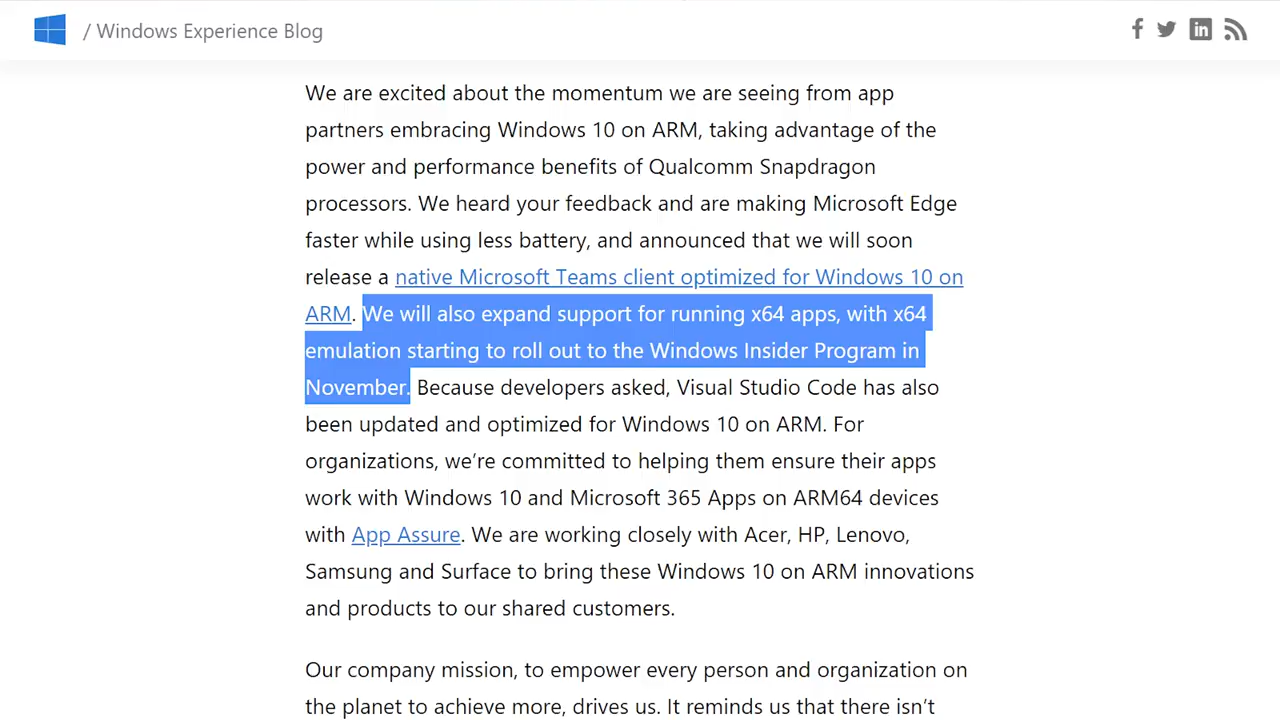 / Windows Experience Blog
We are excited about the momentum we are seeing from app
partners embracing Windows 10 on ARM, taking advantage of the
power and performance benefits of Qualcomm Snapdragon
processors. We heard your feedback and are making Microsoft Edge
faster while using less battery, and announced that we will soon
release a native Microsoft Teams client optimized for Windows 10 on
ARM. We will also expand support for running x64 apps, with x64
emulation starting to roll out to the Windows Insider Program in
November. Because developers asked, Visual Studio Code has also
been updated and optimized for Windows 10 on ARM. For
organizations, we’re committed to helping them ensure their apps
work with Windows 10 and Microsoft 365 Apps on ARM64 devices
with App Assure. We are working closely with Acer, HP, Lenovo,
Samsung and Surface to bring these Windows 10 on ARM innovations
and products to our shared customers.
Our company mission, to empower every person and organization on
the planet to achieve more, drives us. It reminds us that there isn’t